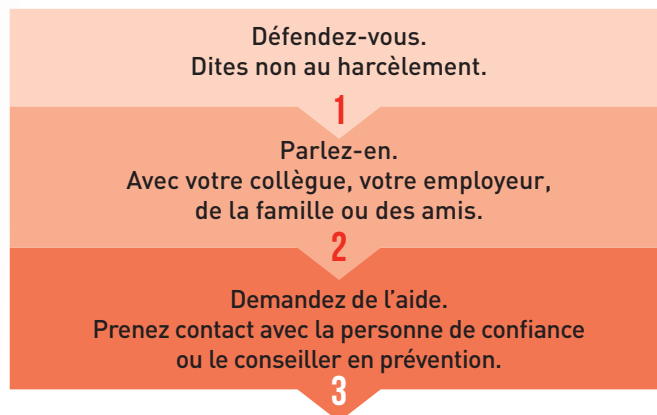 Défendez-vous.
Dites non au harcèlement.
1
Parlez-en.
Avec votre collègue, votre employeur,
de la famille ou des amis.
2
Demandez de l’aide.
Prenez contact avec la personne de confiance
ou le conseiller en prévention.
3